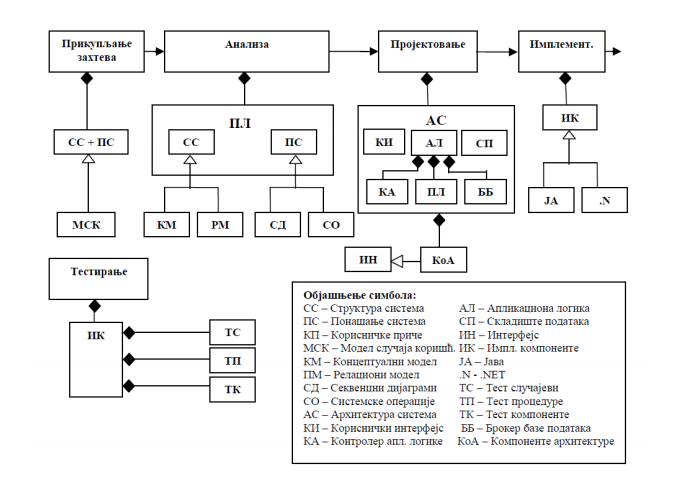 Прикупљање
захтева
Анализа
Пројектовање
Имплемент.
СС + ПС
МСК
ПЛ
СС
ПС
КМ
РМ
СД
СО
АС
КИ
АЛ
СП
КА
ПЛ
ББ
ИН
КоА
ИК
ЈА
.N
Тестирање
ИК
ТС
ТП
ТК
Објашњење симбола:
СС – Структура система АЛ – Апликациона логика
ПС – Понашање система СП – Складиште података
КП – Корисничке приче ИН – Интерфејс
МСК – Модел случаја коришћ. ИК – Импл. компоненте
КМ – Концептуални модел ЈА – Јава
ПМ – Релациони модел .N - .NET
СД – Секвенцни дијаграми ТС – Тест случајеви
СО – Системске операције ТП – Тест процедуре
АС – Архитектура система ТК – Тест компоненте
КИ – Кориснички интерфејс ББ – Брокер базе података
КА – Контролер апл. логике КоА – Компоненте архитектуре